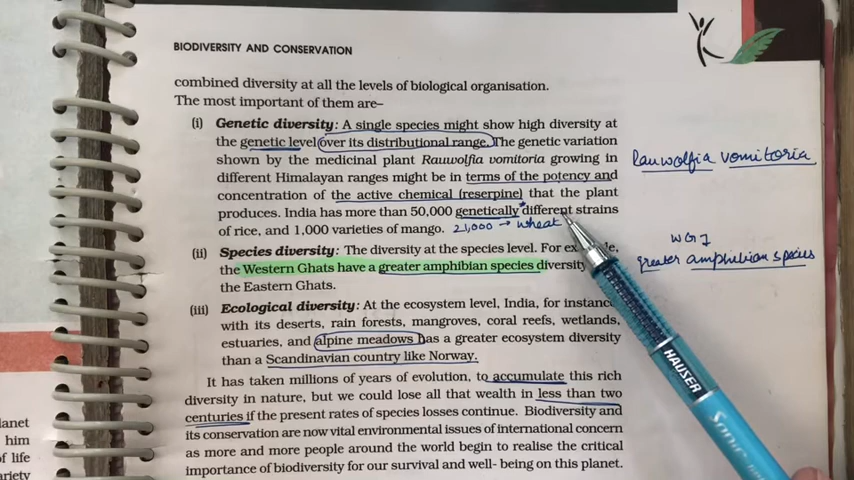 BIODIVERSITY AND CONSERVATION
combined diversity at all the levels of biological organisation.
The most important of them are–
(i) Genetic diversity: A single species might show high diversity at
the genetic level over its distributional range. The genetic variation
shown by the medicinal plant Rauwolfia vomitoria growing in
different Himalayan ranges might be in terms of the potency and
concentration of the active chemical (reserpine) that the plant
produces. India has more than 50,000 genetically different strains
of rice, and 1,000 varieties of mango. 21,000 → wheat
Rauwolfia vomitoria
(ii) Species diversity: The diversity at the species level. For
the Western Ghats have a greater amphibian species diversity
the Eastern Ghats.
greater amphibian species
(iii) Ecological diversity: At the ecosystem level, India, for instance
with its deserts, rain forests, mangroves, coral reefs, wetlands,
estuaries, and alpine meadows has a greater ecosystem diversity
than a Scandinavian country like Norway.
It has taken millions of years of evolution, to accumulate this rich
diversity in nature, but we could lose all that wealth in less than two
centuries if the present rates of species losses continue. Biodiversity and
its conservation are now vital environmental issues of international concern
as more and more people around the world begin to realise the critical
importance of biodiversity for our survival and well- being on this planet.
lanet
him
of life
ariety
HAUSER